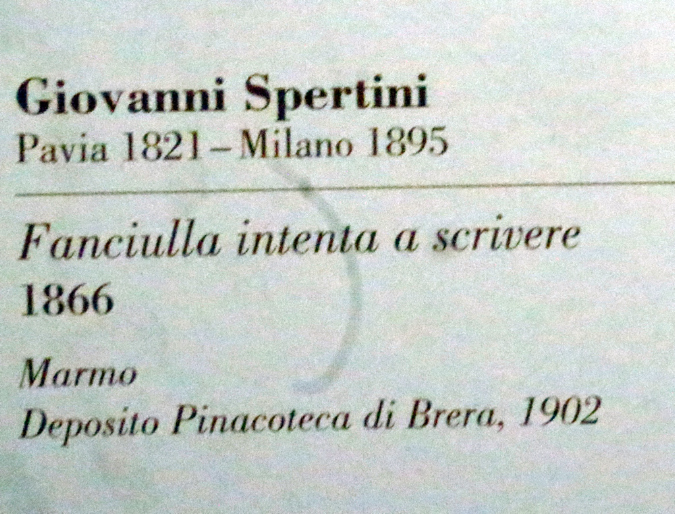 Giovanni Spertini
Pavia 1821 – Milano 1895
Fanciulla intenta a scrivere
1866
Marmo
Deposito Pinacoteca di Brera, 1902